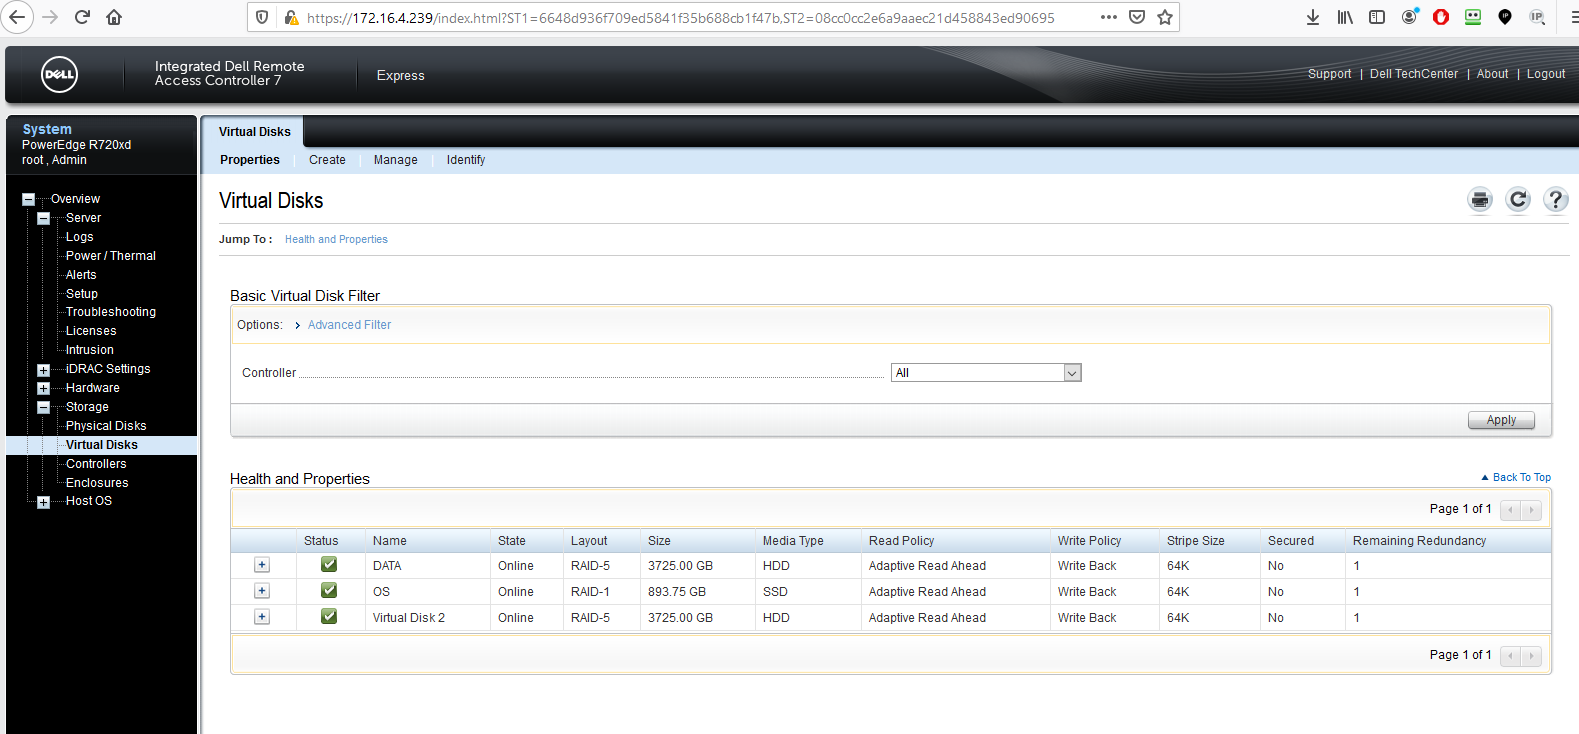 https://172.16.4.239/index.html?ST1=6648d936f709ed5841f35b688cb1f47b,ST2=08cc0cc2e6a9aaec21d458843ed90695
DELL
Integrated Dell Remote
Access Controller 7
Express
Support | Dell TechCenter | About | Logout
System
PowerEdge R720xd
root , Admin
Overview
Server
Logs
Power / Thermal
Alerts
Setup
Troubleshooting
Licenses
Intrusion
iDRAC Settings
Hardware
Storage
Physical Disks
Virtual Disks
Controllers
Enclosures
Host OS
Virtual Disks
Properties Create Manage Identify
Virtual Disks
Jump To : Health and Properties
Basic Virtual Disk Filter
Options: Advanced Filter
Controller All
Apply
Health and Properties Back To Top
Page 1 of 1
Status Name State Layout Size Media Type Read Policy Write Policy Stripe Size Secured Remaining Redundancy
DATA Online RAID-5 3725.00 GB HDD Adaptive Read Ahead Write Back 64K No 1
OS Online RAID-1 893.75 GB SSD Adaptive Read Ahead Write Back 64K No 1
Virtual Disk 2 Online RAID-5 3725.00 GB HDD Adaptive Read Ahead Write Back 64K No 1
Page 1 of 1